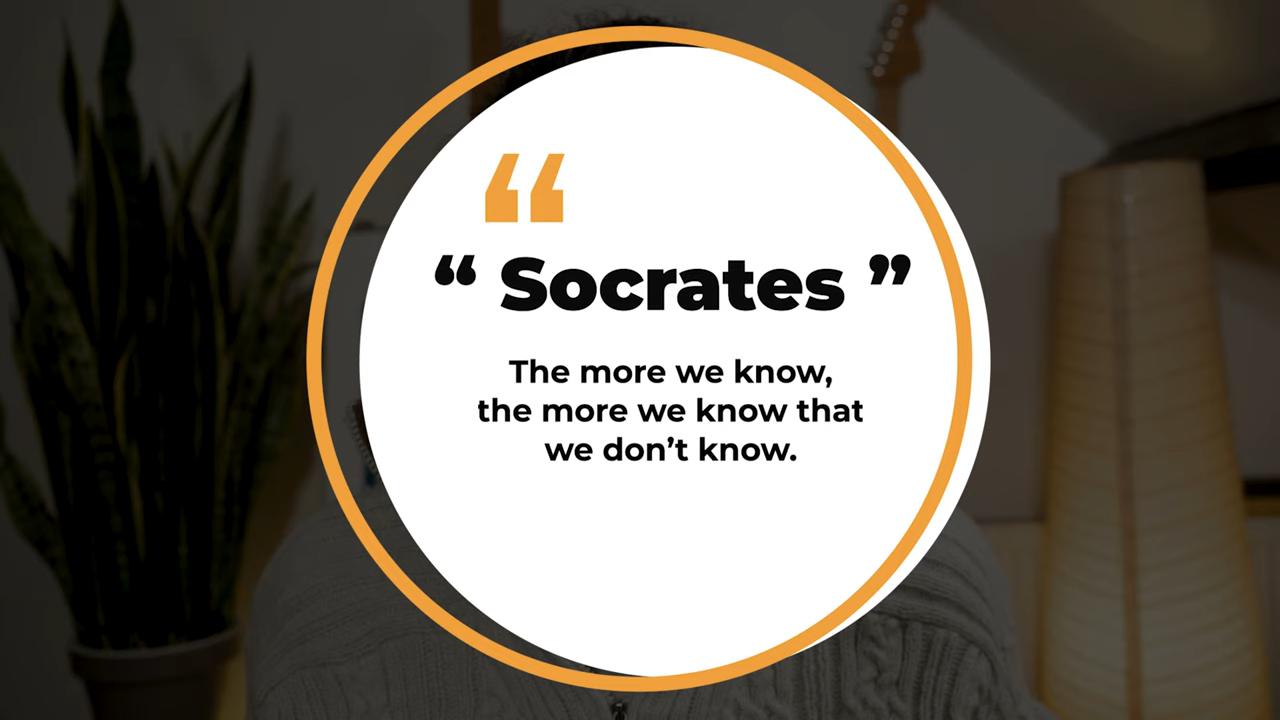 “
“ Socrates ”
The more we know,
the more we know that
we don’t know.